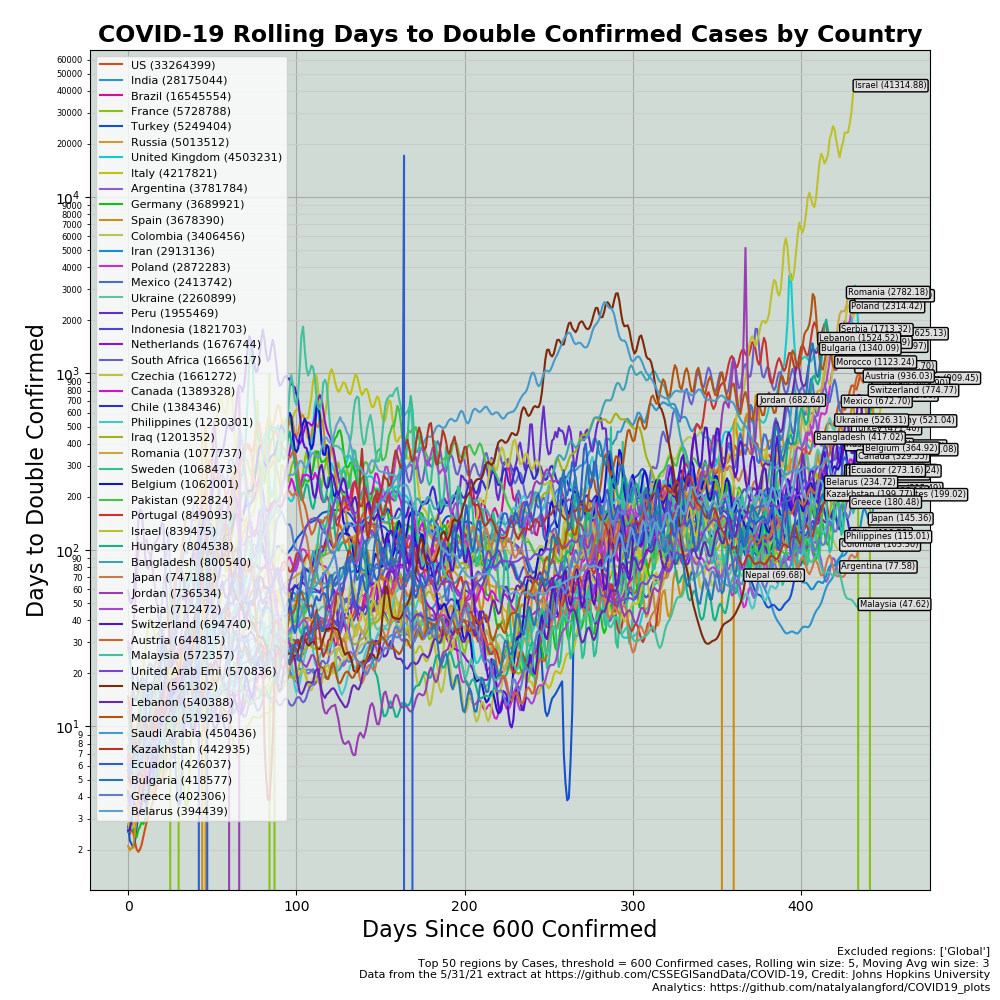 COVID-19 Rolling Days to Double Confirmed Cases by Country
Days to Double Confirmed
60000
50000
40000
30000
20000
10^4
9000
8000
7000
6000
5000
4000
3000
2000
10^3
900
800
700
600
500
400
300
200
10^2
90
80
70
60
50
40
30
20
10^1
9
8
7
6
5
4
3
2
US (33264399)
India (28175044)
Brazil (16545554)
France (5728788)
Turkey (5249404)
Russia (5013512)
United Kingdom (4503231)
Italy (4217821)
Argentina (3781784)
Germany (3689921)
Spain (3678390)
Colombia (3406456)
Iran (2913136)
Poland (2872283)
Mexico (2413742)
Ukraine (2260899)
Peru (1955469)
Indonesia (1821703)
Netherlands (1676744)
South Africa (1665617)
Czechia (1661272)
Canada (1389328)
Chile (1384346)
Philippines (1230301)
Iraq (1201352)
Romania (1077737)
Sweden (1068473)
Belgium (1062001)
Pakistan (922824)
Portugal (849093)
Israel (839475)
Hungary (804538)
Bangladesh (800540)
Japan (747188)
Jordan (736534)
Serbia (712472)
Switzerland (694740)
Austria (644815)
Malaysia (572357)
United Arab Emi (570836)
Nepal (561302)
Lebanon (540388)
Morocco (519216)
Saudi Arabia (450436)
Kazakhstan (442935)
Ecuador (426037)
Bulgaria (418577)
Greece (402306)
Belarus (394439)
Israel (41314.88)
Romania (2782.18)
Poland (2314.42)
Serbia (1713.32)
625.13)
Lebanon (1524.52)
Bulgaria (1340.09)
Morocco (1123.24)
Austria (936.03)
909.45)
Switzerland (774.77)
Jordan (682.64)
Mexico (672.70)
Ukraine (526.31)
y (521.04)
Bangladesh (417.02)
Belgium (364.92)
.08)
Ecuador (273.16)
24)
Belarus (234.72)
Kazakhstan (199.77)
tes (199.02)
Greece (180.48)
Japan (145.36)
Philippines (115.01)
Argentina (77.58)
Nepal (69.68)
Malaysia (47.62)
0
100
200
300
400
Days Since 600 Confirmed
Excluded regions: ['Global']
Top 50 regions by Cases, threshold = 600 Confirmed cases, Rolling win size: 5, Moving Avg win size: 3
Data from the 5/31/21 extract at https://github.com/CSSEGISandData/COVID-19, Credit: Johns Hopkins University
Analytics: https://github.com/natalyalangford/COVID19_plots